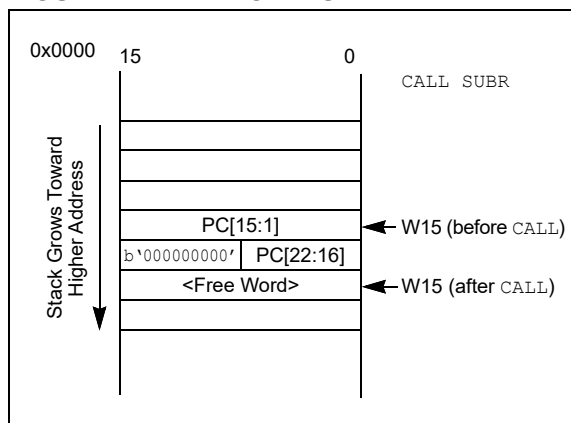 0x0000 15 0
CALL SUBR
Stack Grows Toward
Higher Address
PC[15:1]
W15 (before CALL)
b‘000000000’ PC[22:16]
<Free Word>
W15 (after CALL)